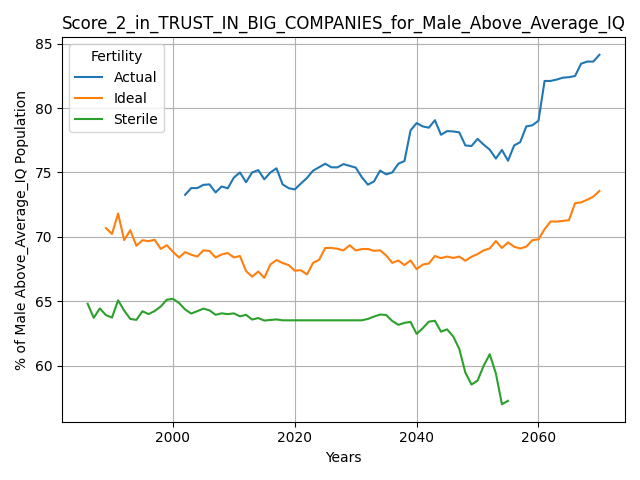 Score_2_in_TRUST_IN_BIG_COMPANIES_for_Male_Above_Average_IQ
Fertility
Actual
Ideal
Sterile
85
80
75
70
65
60
% of Male Above_Average_IQ Population
2000
2020
2040
2060
Years